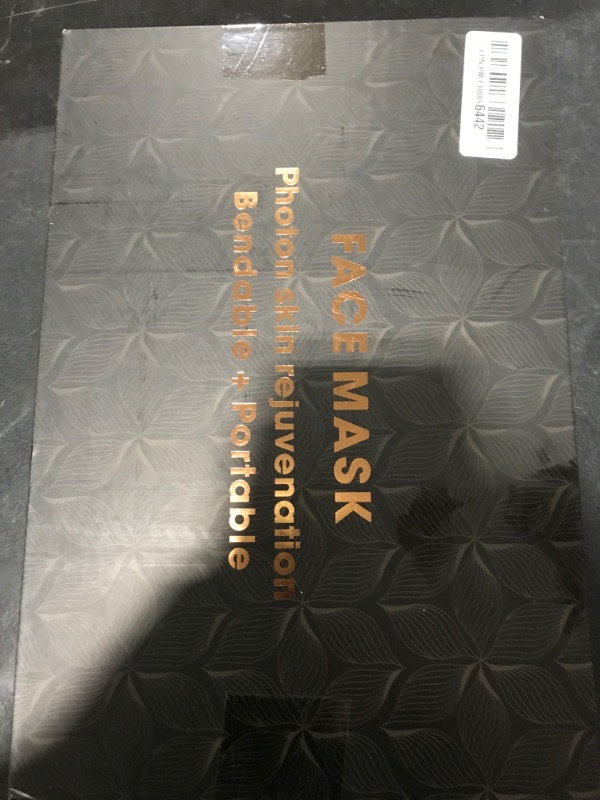 FACE MASK
Photon skin rejuvenation
Bendable + Portable
6442